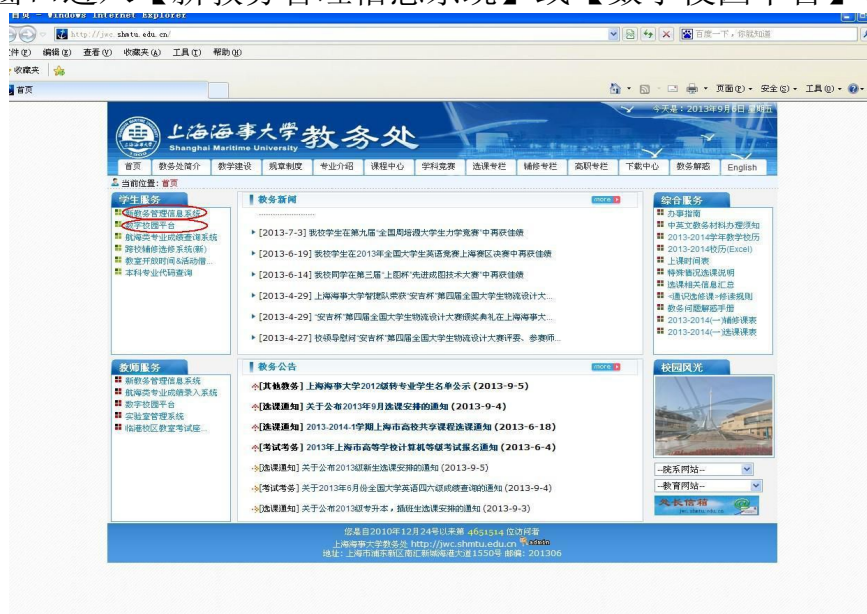 进入【新教务管理信息系统】或【数字校园平台】
首页 - Windows Internet Explorer
http://jwc.shmtu.edu.cn/
百度一下，你就知道
件(F) 编辑(E) 查看(V) 收藏夹(A) 工具(T) 帮助(H)
收藏夹
首页
页面(P) 安全(S) 工具(O)
今天是：2013年9月6日 星期五
上海海事大学 教务处
Shanghai Maritime University
首页 教务处简介 教学建设 规章制度 专业介绍 课程中心 学科竞赛 选课专栏 辅修专栏 高职专栏 下载中心 教务解惑 English
当前位置: 首页
学生服务
新教务管理信息系统
数字校园平台
航海类专业成绩查询系统
跨校辅修选修系统(新)
教室开放时间&活动借...
本科专业代码查询
教务新闻 more
[2013-7-3] 我校学生在第九届"全国周培源大学生力学竞赛"中再获佳绩
[2013-6-19] 我校学生在2013年全国大学生英语竞赛上海赛区决赛中再获佳绩
[2013-6-14] 我校同学在第三届"上图杯"先进成图技术大赛"中再获佳绩
[2013-4-29] 上海海事大学智捷队荣获"安吉杯"第四届全国大学生物流设计大...
[2013-4-29] "安吉杯"第四届全国大学生物流设计大赛颁奖典礼在上海海事大...
[2013-4-27] 校领导慰问"安吉杯"第四届全国大学生物流设计大赛评委、参赛师...
综合服务
办事指南
中英文教务材料办理须知
2013-2014学年教学校历
2013-2014校历(Excel)
上课时间表
特殊情况选课说明
选课相关信息汇总
<通识选修课>修读规则
教务问题解惑手册
2013-2014(一)辅修课表
2013-2014(一)选课课表
教师服务
新教务管理信息系统
航海类专业成绩录入系统
数字校园平台
实验室管理系统
临港校区教室考试座...
教务公告 more
[其他教务] 上海海事大学2012级转专业学生名单公示 (2013-9-5)
[选课通知] 关于公布2013年9月选课安排的通知 (2013-9-4)
[选课通知] 2013-2014-1学期上海市高校共享课程选课通知 (2013-6-18)
[考试考务] 2013年上海市高等学校计算机等级考试报名通知 (2013-6-4)
[选课通知] 关于公布2013级新生选课安排的通知 (2013-9-5)
[考试考务] 关于2013年6月份全国大学英语四六级成绩查询的通知 (2013-9-4)
[选课通知] 关于公布2013级专升本，插班生选课安排的通知 (2013-9-3)
校园风光
--院系网站--
--教育网站--
处长信箱
jwc.shmtu.edu.cn
您是自2010年12月24号以来第 4651514 位访问者
上海海事大学教务处 http://jwc.shmtu.edu.cn admin
地址: 上海市浦东新区南汇新城海港大道1550号 邮编: 201306